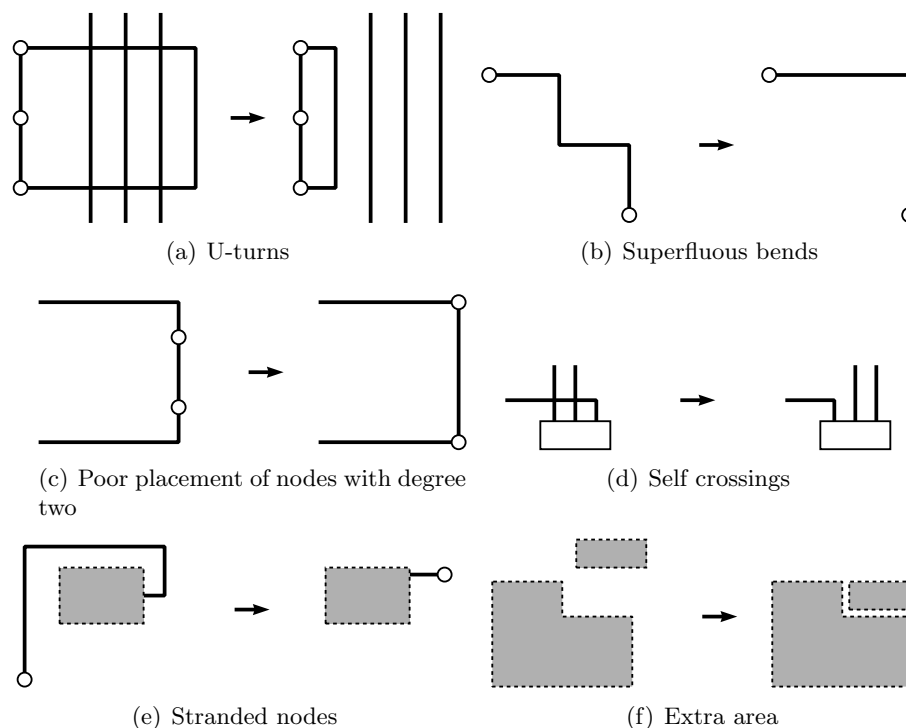 (a) U-turns
(b) Superfluous bends
(c) Poor placement of nodes with degree
two
(d) Self crossings
(e) Stranded nodes
(f) Extra area